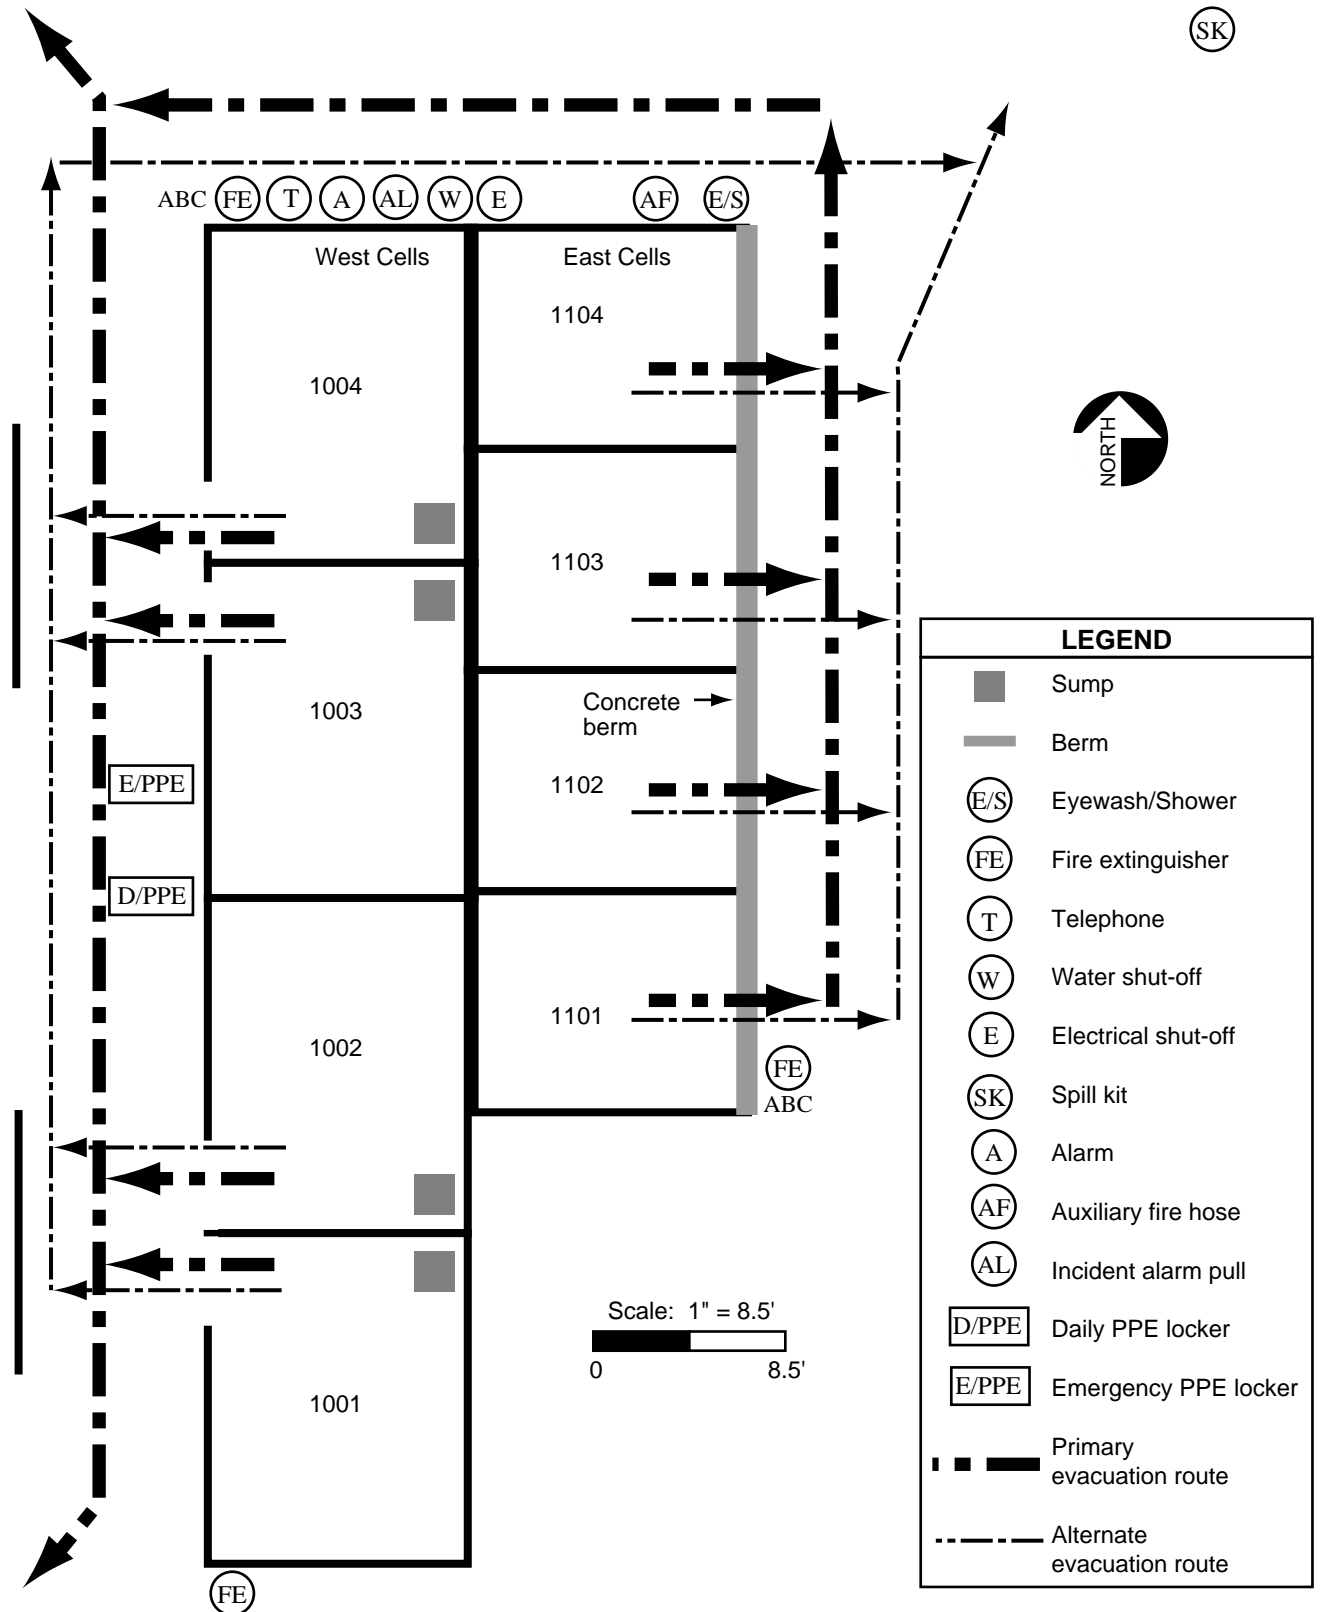 SK
ABC FE T A AL W E AF E/S
West Cells
East Cells
1104
1004
NORTH
1103
1003
Concrete
berm
E/PPE
1102
D/PPE
1101
1002
FE
ABC
Scale: 1" = 8.5'
0 8.5'
1001
FE
LEGEND
Sump
Berm
E/S Eyewash/Shower
FE Fire extinguisher
T Telephone
W Water shut-off
E Electrical shut-off
SK Spill kit
A Alarm
AF Auxiliary fire hose
AL Incident alarm pull
D/PPE Daily PPE locker
E/PPE Emergency PPE locker
Primary
evacuation route
Alternate
evacuation route